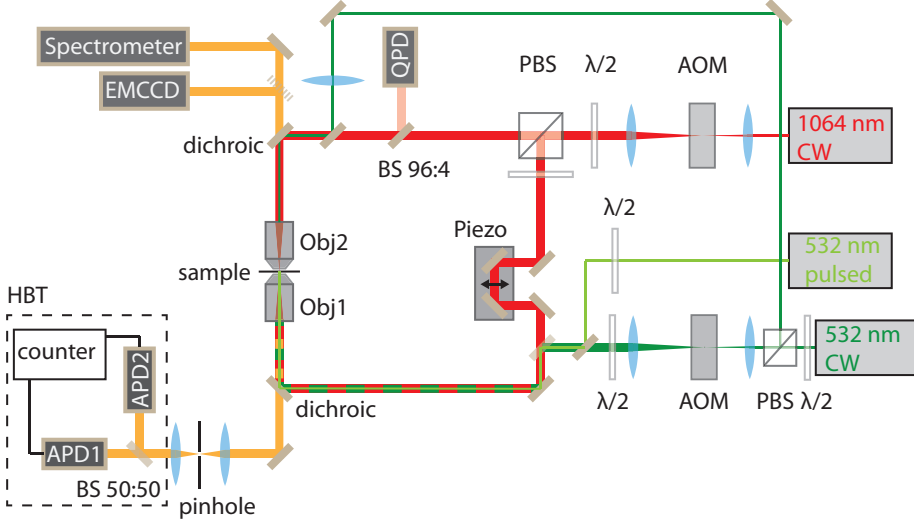 Spectrometer
EMCCD
QPD
PBS
λ/2
AOM
1064 nm
CW
dichroic
BS 96:4
λ/2
Obj2
Piezo
532 nm
pulsed
sample
HBT
Obj1
counter
APD2
532 nm
CW
dichroic
λ/2
AOM
PBS λ/2
APD1
BS 50:50
pinhole